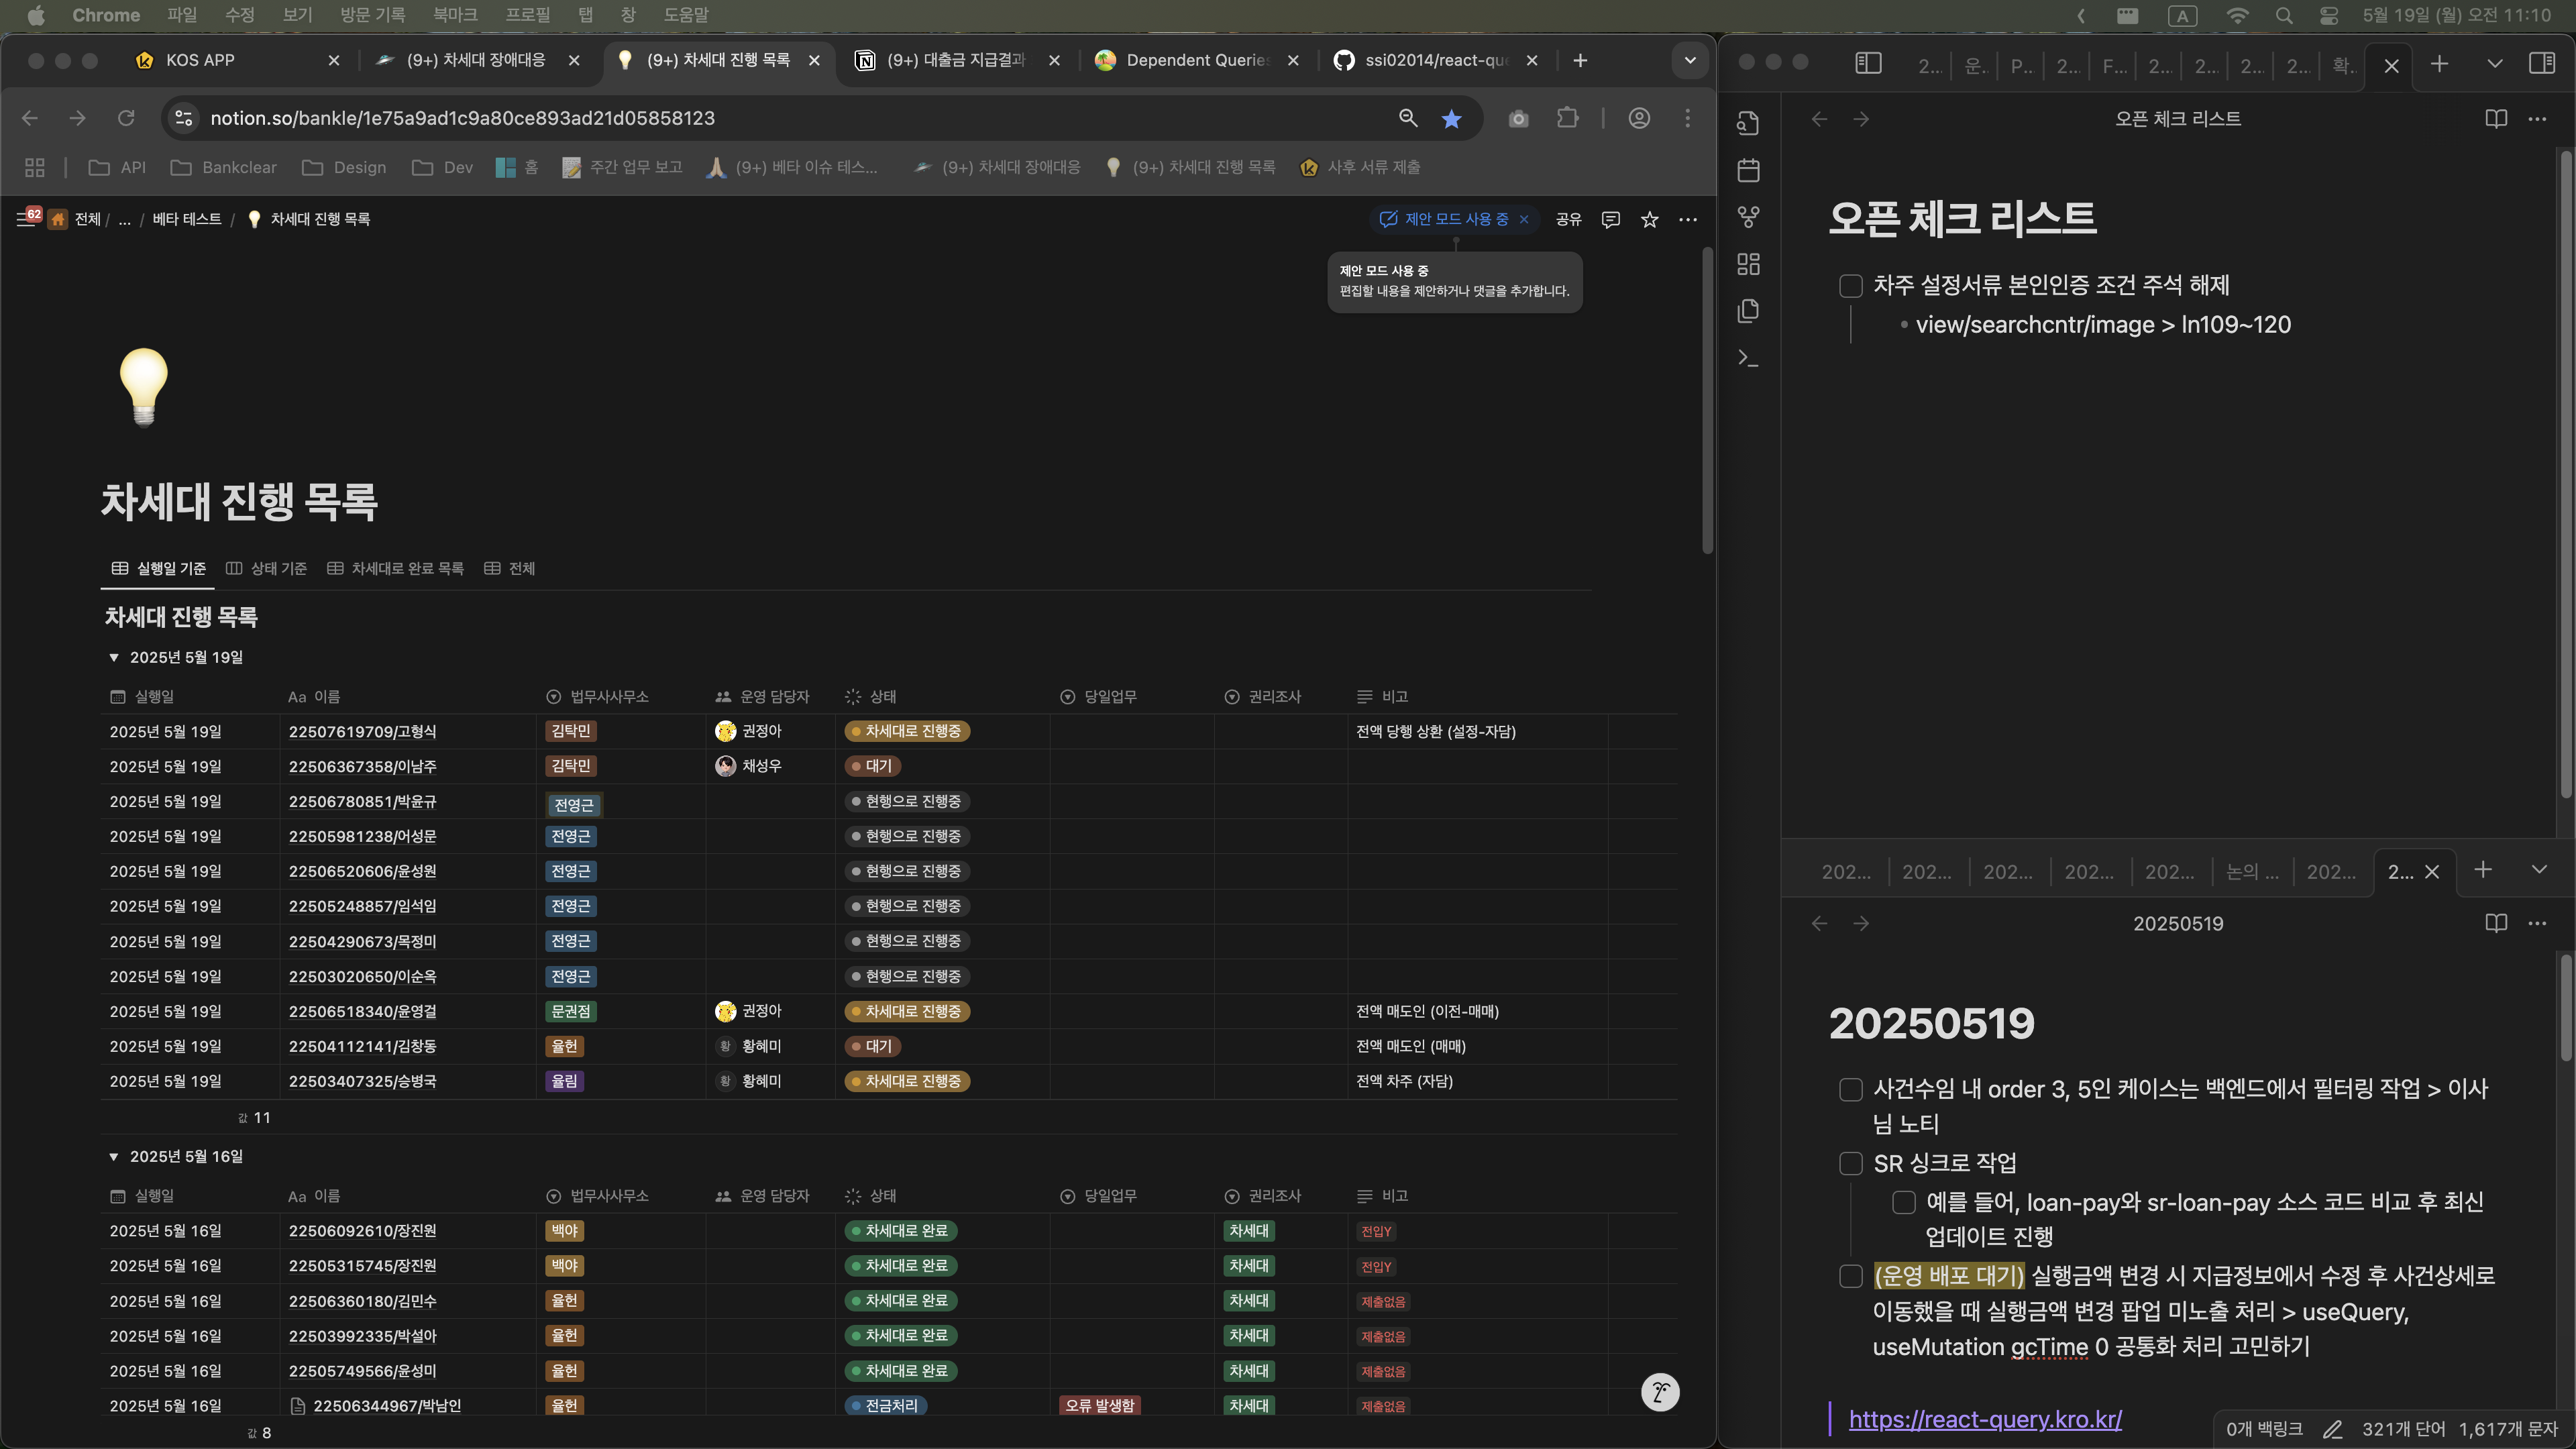 Chrome 파일 수정 보기 방문 기록 북마크 프로필 탭 창 도움말
A 5월 19일 (월) 오전 11:10
KOS APP
(9+) 차세대 장애대응
(9+) 차세대 진행 목록
(9+) 대출금 지급결과
Dependent Queries
ssi02014/react-que
notion.so/bankle/1e75a9ad1c9a80ce893ad21d05858123
API Bankclear Design Dev 홈 주간 업무 보고 (9+) 베타 이슈 테스... (9+) 차세대 장애대응 (9+) 차세대 진행 목록 사후 서류 제출
62 전체 / ... / 베타 테스트 / 차세대 진행 목록
제안 모드 사용 중 공유
제안 모드 사용 중
편집할 내용을 제안하거나 댓글을 추가합니다.
차세대 진행 목록
실행일 기준 상태 기준 차세대로 완료 목록 전체
차세대 진행 목록
2025년 5월 19일
실행일 Aa 이름 법무사사무소 운영 담당자 상태 당일업무 권리조사 비고
2025년 5월 19일 22507619709/고형식 김탁민 권정아 차세대로 진행중 전액 당행 상환 (설정-자담)
2025년 5월 19일 22506367358/이남주 김탁민 채성우 대기
2025년 5월 19일 22506780851/박윤규 전영근 현행으로 진행중
2025년 5월 19일 22505981238/어성문 전영근 현행으로 진행중
2025년 5월 19일 22506520606/윤성원 전영근 현행으로 진행중
2025년 5월 19일 22505248857/임석임 전영근 현행으로 진행중
2025년 5월 19일 22504290673/목정미 전영근 현행으로 진행중
2025년 5월 19일 22503020650/이순옥 전영근 현행으로 진행중
2025년 5월 19일 22506518340/윤영걸 문권점 권정아 차세대로 진행중 전액 매도인 (이전-매매)
2025년 5월 19일 22504112141/김창동 율헌 황 황혜미 대기 전액 매도인 (매매)
2025년 5월 19일 22503407325/승병국 율림 황 황혜미 차세대로 진행중 전액 차주 (자담)
값 11
2025년 5월 16일
실행일 Aa 이름 법무사사무소 운영 담당자 상태 당일업무 권리조사 비고
2025년 5월 16일 22506092610/장진원 백야 차세대로 완료 차세대 전입Y
2025년 5월 16일 22505315745/장진원 백야 차세대로 완료 차세대 전입Y
2025년 5월 16일 22506360180/김민수 율헌 차세대로 완료 차세대 제출없음
2025년 5월 16일 22503992335/박설아 율헌 차세대로 완료 차세대 제출없음
2025년 5월 16일 22505749566/윤성미 율헌 차세대로 완료 차세대 제출없음
2025년 5월 16일 22506344967/박남인 율헌 전금처리 오류 발생함 차세대 제출없음
값 8
2... 운.. P... 2... F... 2... 2... 2... 2... 확..
오픈 체크 리스트
오픈 체크 리스트
차주 설정서류 본인인증 조건 주석 해제
view/searchcntr/image > ln109~120
202... 202... 202... 202... 202... 논의 ... 202... 2...
20250519
20250519
사건수임 내 order 3, 5인 케이스는 백엔드에서 필터링 작업 > 이사
님 노티
SR 싱크로 작업
예를 들어, loan-pay와 sr-loan-pay 소스 코드 비교 후 최신
업데이트 진행
(운영 배포 대기) 실행금액 변경 시 지급정보에서 수정 후 사건상세로
이동했을 때 실행금액 변경 팝업 미노출 처리 > useQuery,
useMutation gcTime 0 공통화 처리 고민하기
https://react-query.kro.kr/
0개 백링크 321개 단어 1,617개 문자